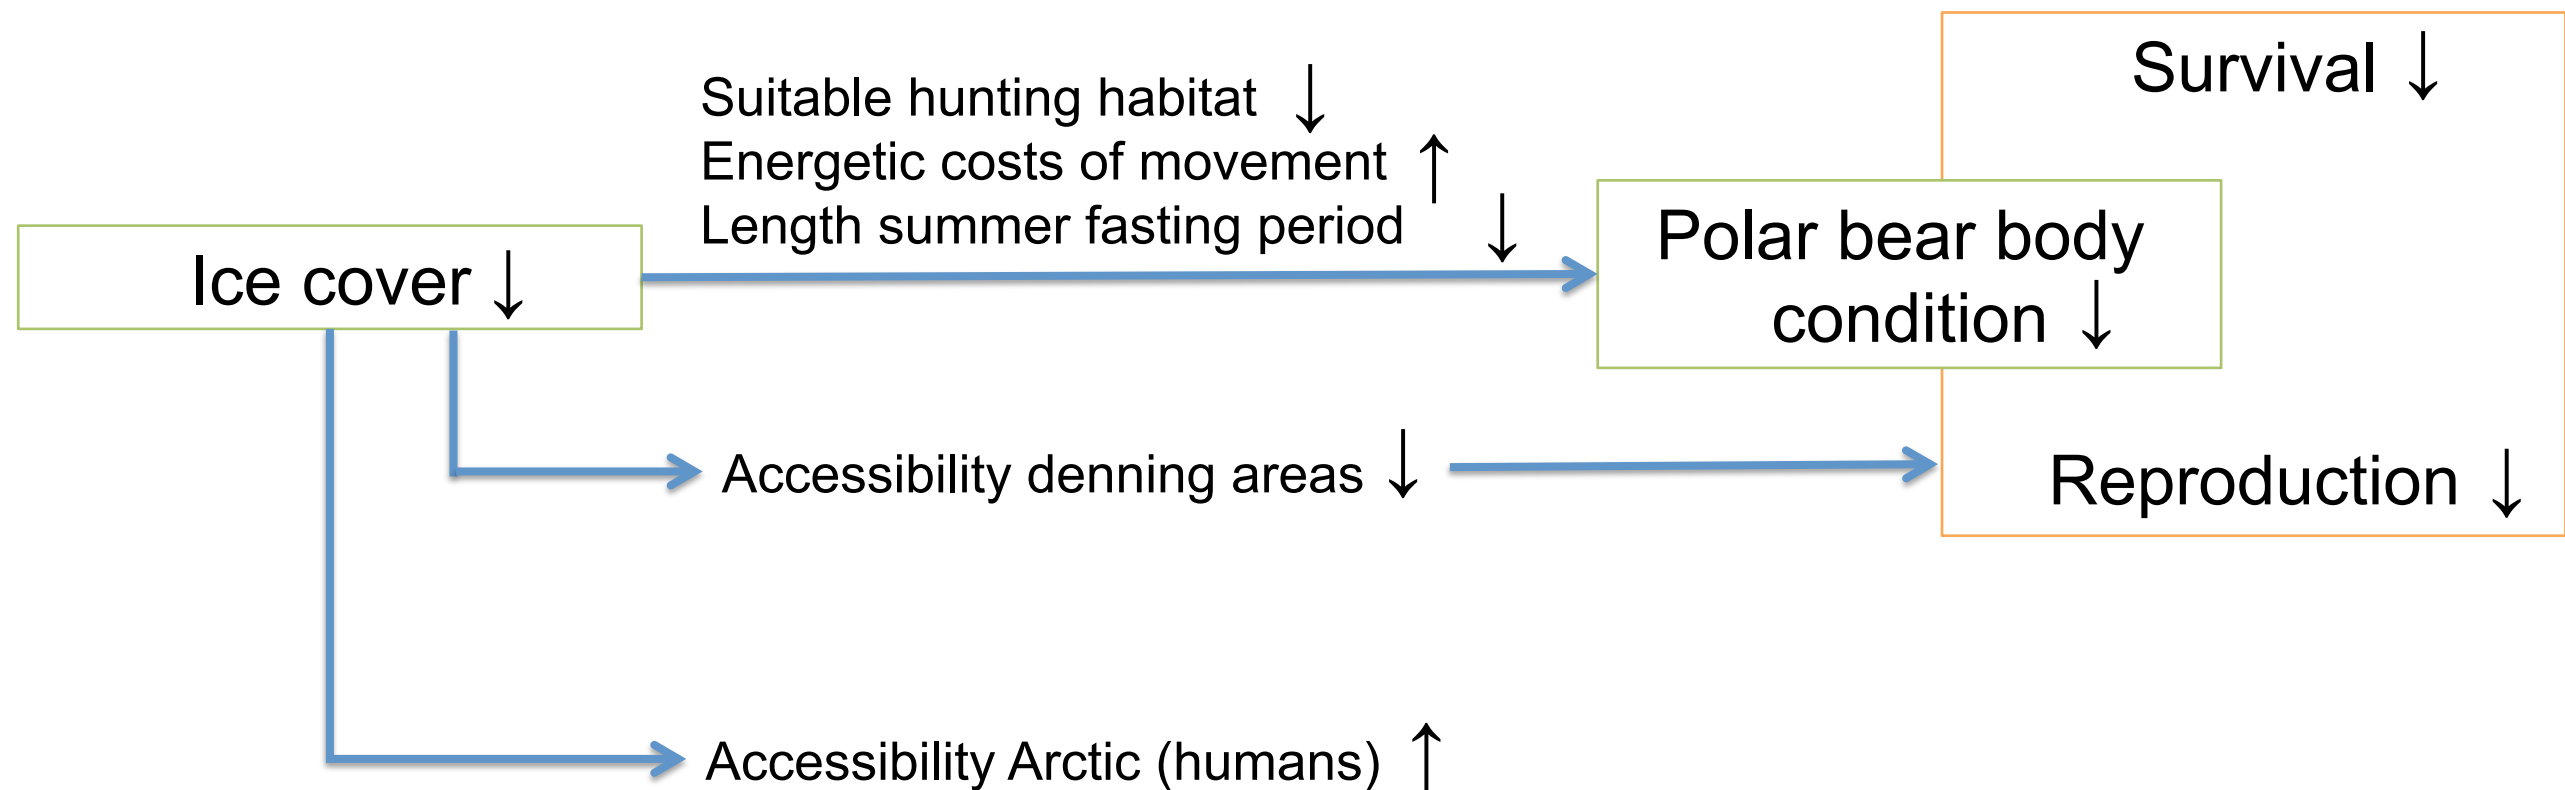 Survival ↓
Suitable hunting habitat ↓
Energetic costs of movement ↑
Length summer fasting period ↓
Ice cover ↓
Polar bear body
condition ↓
Accessibility denning areas ↓
Reproduction ↓
Accessibility Arctic (humans) ↑